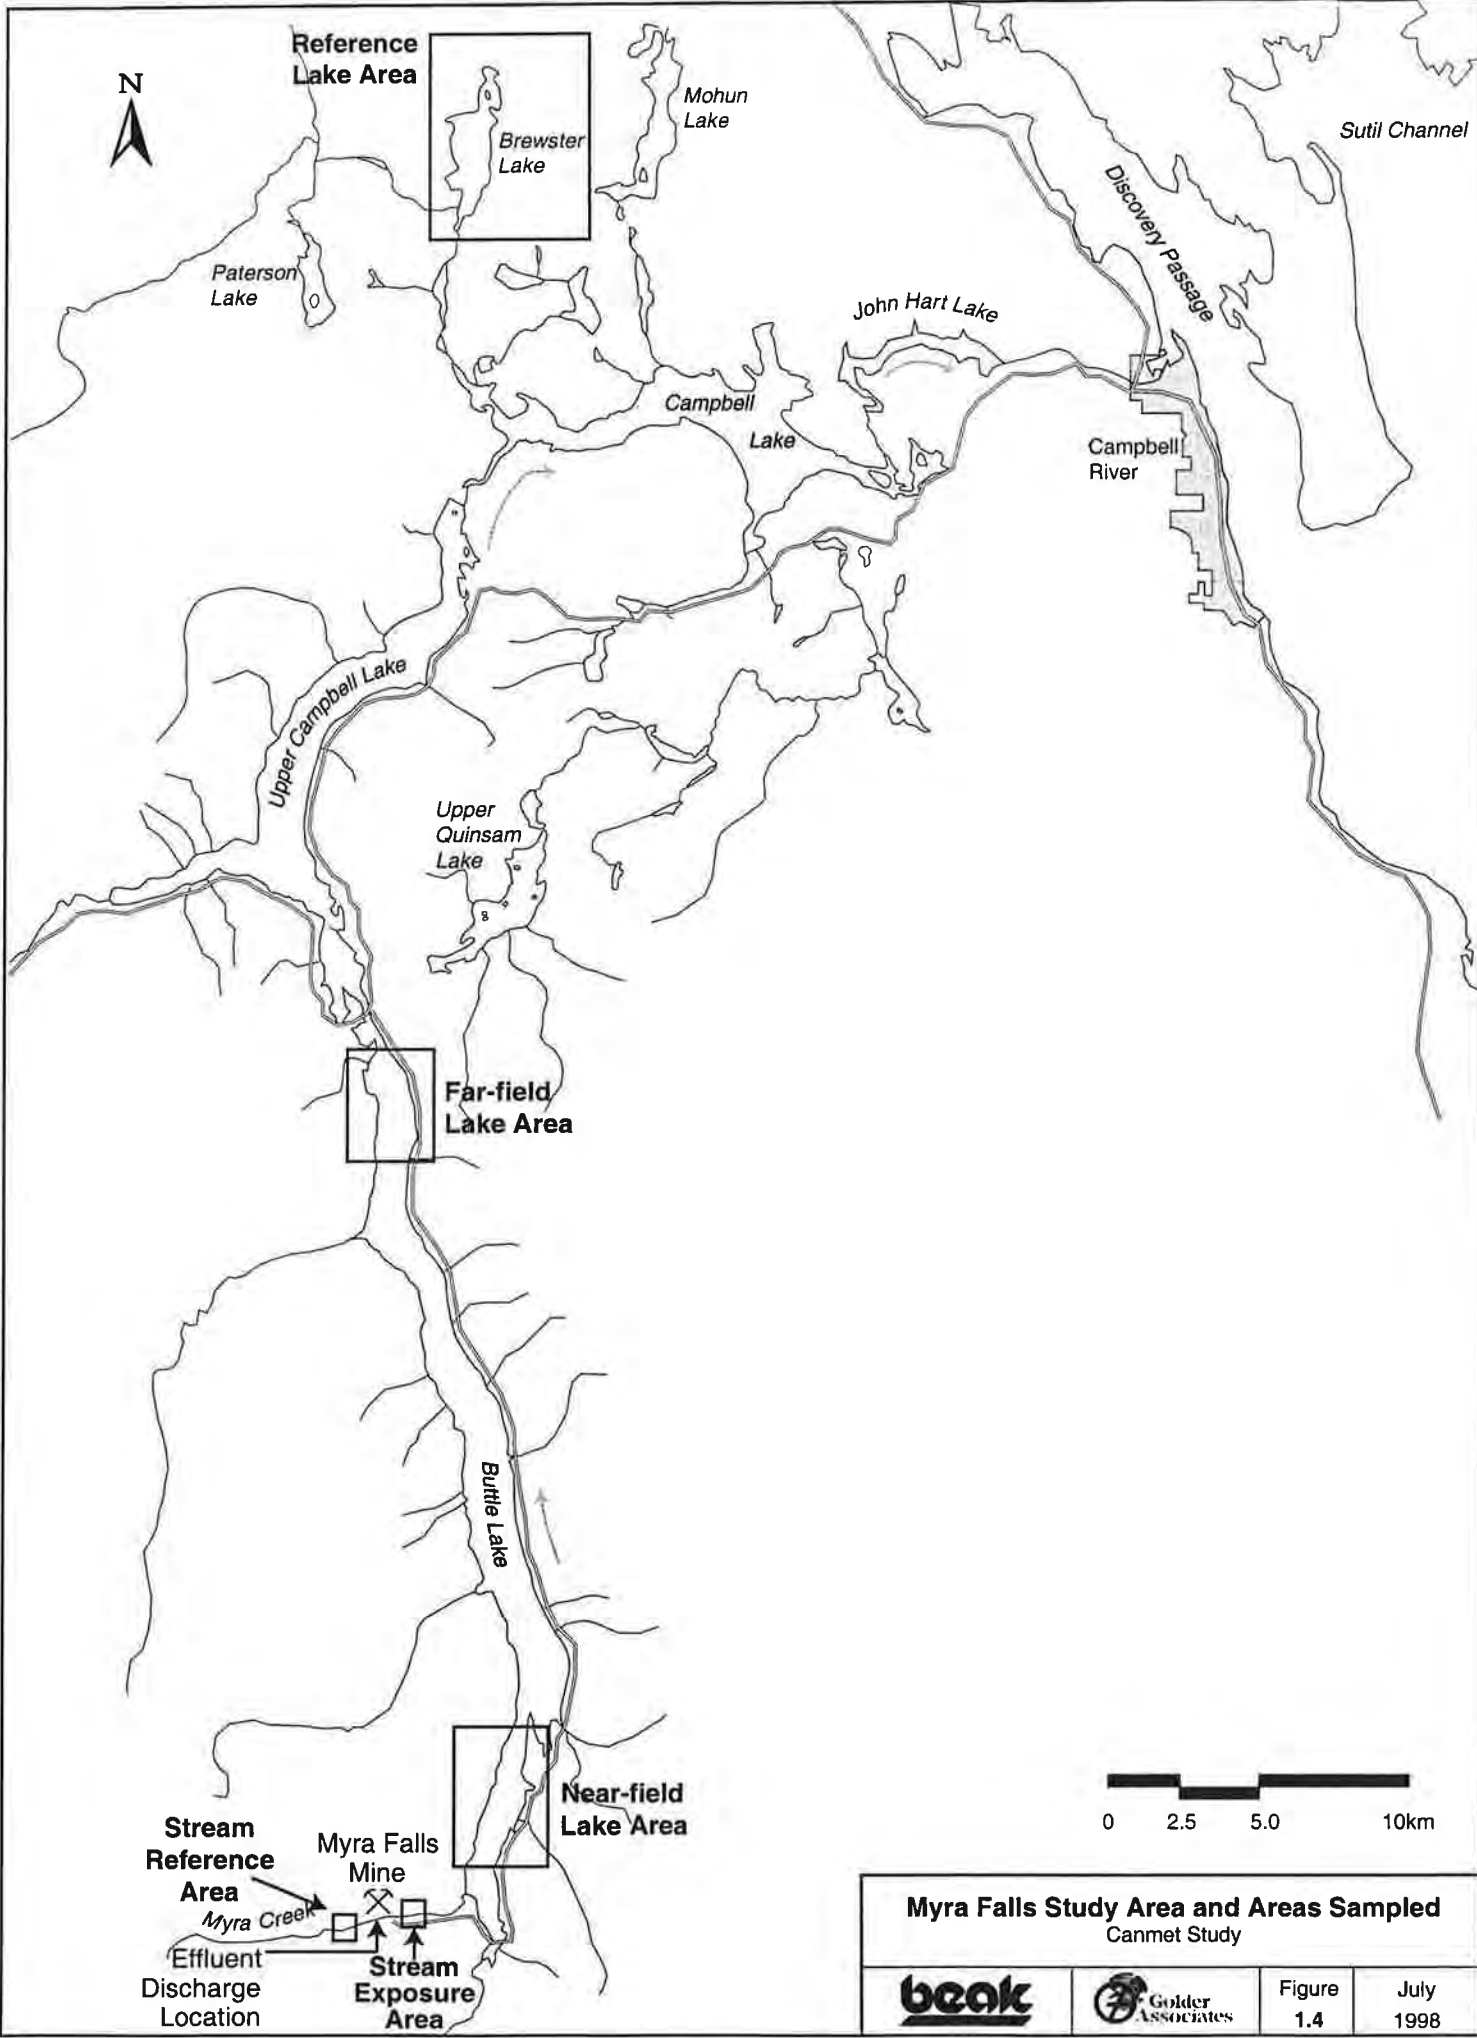 Reference
Lake Area
N
Brewster
Lake
Mohun
Lake
Sutil Channel
Discovery Passage
Paterson
Lake
John Hart Lake
Campbell
Lake
Campbell
River
Upper Campbell Lake
Upper
Quinsam
Lake
Far-field
Lake Area
Buttle Lake
Near-field
Lake Area
Stream
Reference
Area
Myra Falls
Mine
Myra Creek
Effluent
Discharge
Location
Stream
Exposure
Area
0 2.5 5.0 10km
Myra Falls Study Area and Areas Sampled
Canmet Study
beak
Golder
Associates
Figure
1.4
July
1998